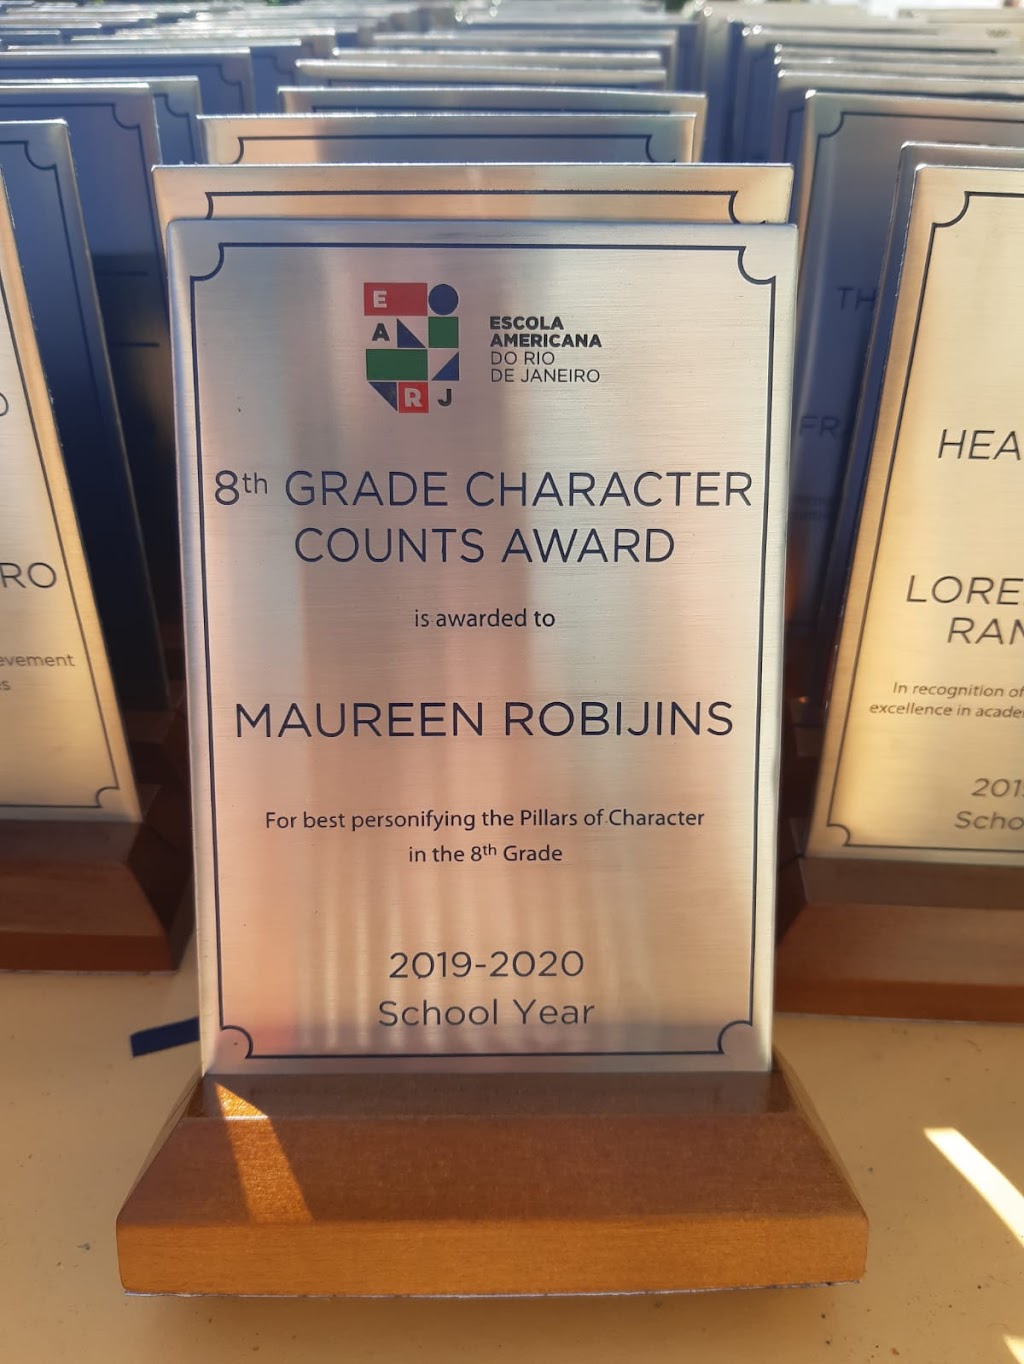 E
A
R J
ESCOLA
AMERICANA
DO RIO
DE JANEIRO
8th GRADE CHARACTER
COUNTS AWARD
is awarded to
MAUREEN ROBIJINS
For best personifying the Pillars of Character
in the 8th Grade
2019-2020
School Year
RO
In recognition of